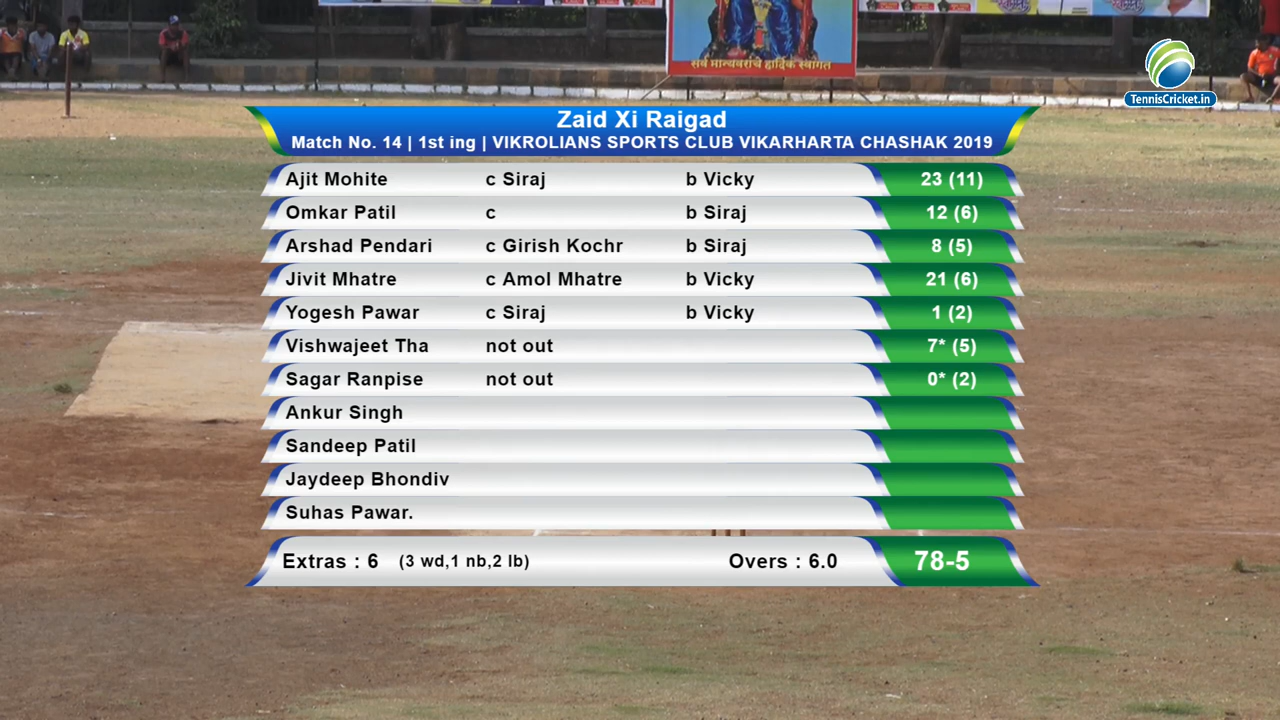 सर्व मान्यवरांचे हार्दिक स्वागत
TennisCricket.in
Zaid Xi Raigad
Match No. 14 | 1st ing | VIKROLIANS SPORTS CLUB VIKARHARTA CHASHAK 2019
Ajit Mohite c Siraj b Vicky 23 (11)
Omkar Patil c b Siraj 12 (6)
Arshad Pendari c Girish Kochr b Siraj 8 (5)
Jivit Mhatre c Amol Mhatre b Vicky 21 (6)
Yogesh Pawar c Siraj b Vicky 1 (2)
Vishwajeet Tha not out 7* (5)
Sagar Ranpise not out 0* (2)
Ankur Singh
Sandeep Patil
Jaydeep Bhondiv
Suhas Pawar.
Extras : 6 (3 wd,1 nb,2 lb) Overs : 6.0 78-5